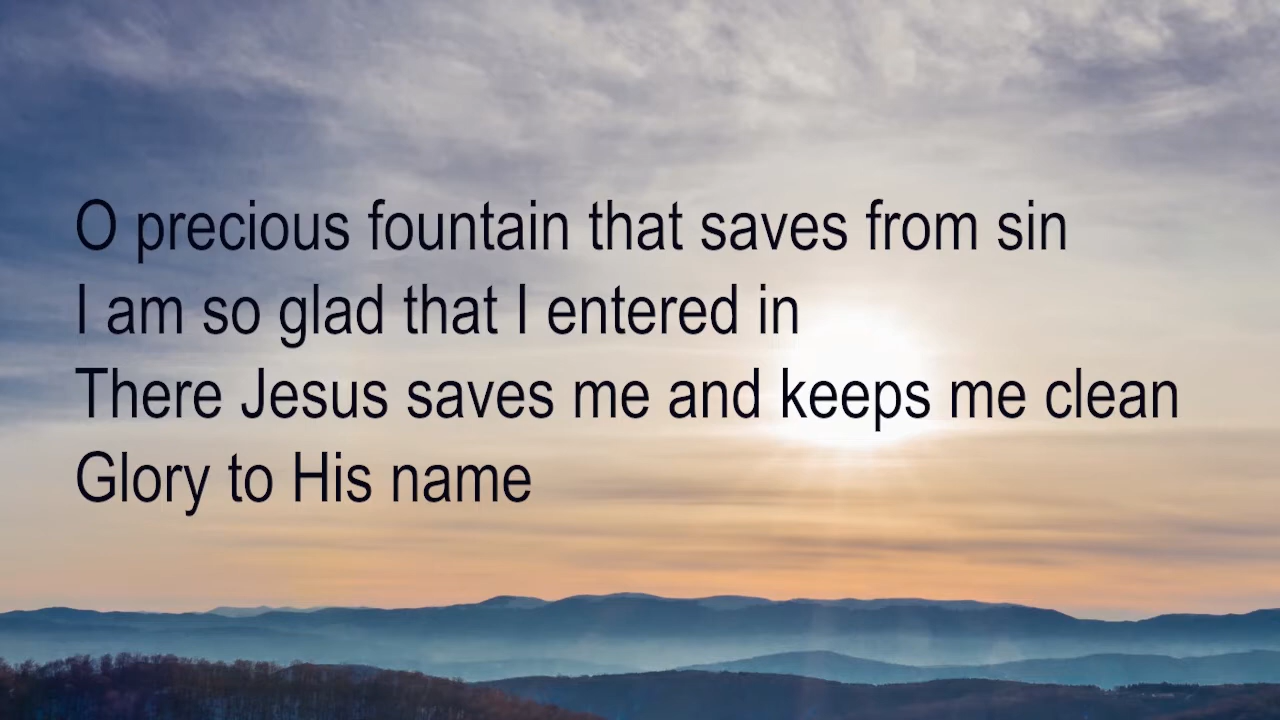 O precious fountain that saves from sin
I am so glad that I entered in
There Jesus saves me and keeps me clean
Glory to His name